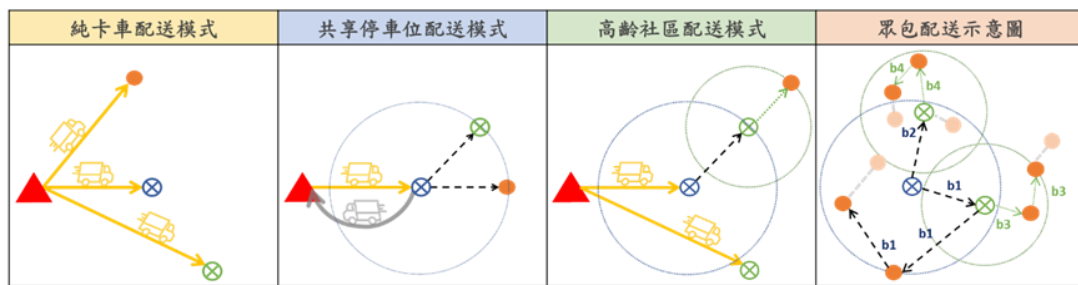 純卡車配送模式
共享停車位配送模式
高齡社區配送模式
眾包配送示意圖
b4
b4
b2
b1
b3
b3
b1
b1